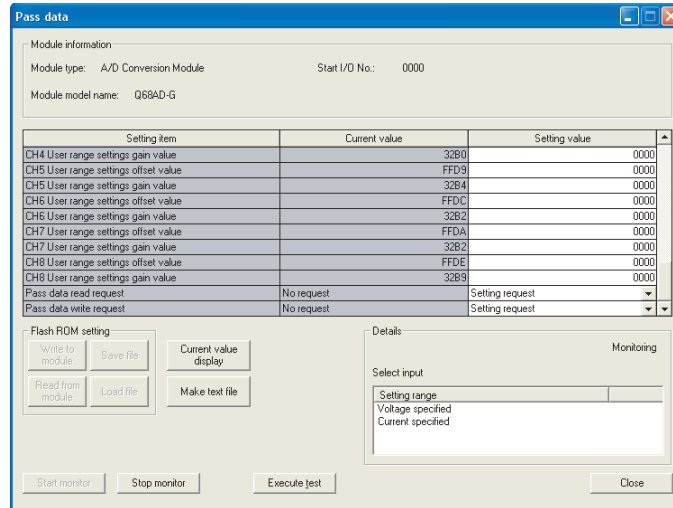 Pass data
Module information
Module type: A/D Conversion Module Start I/O No.: 0000
Module model name: Q68AD-G
Setting item Current value Setting value
CH4 User range settings gain value 32B0 0000
CH5 User range settings offset value FFD9 0000
CH5 User range settings gain value 32B4 0000
CH6 User range settings offset value FFDC 0000
CH6 User range settings gain value 32B2 0000
CH7 User range settings offset value FFDA 0000
CH7 User range settings gain value 32B2 0000
CH8 User range settings offset value FFDE 0000
CH8 User range settings gain value 32B9 0000
Pass data read request No request Setting request
Pass data write request No request Setting request
Flash ROM setting
Write to module
Save file
Current value display
Read from module
Load file
Make text file
Details
Monitoring
Select input
Setting range
Voltage specified
Current specified
Start monitor Stop monitor Execute test Close